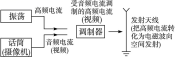 振荡
高频电流
受音频电流调
制的高频电流
(视频)
调制器
话筒
(摄像机)
音频电流
(视频)
发射天线
(把高频电流转化
为电磁波向
空间发射)